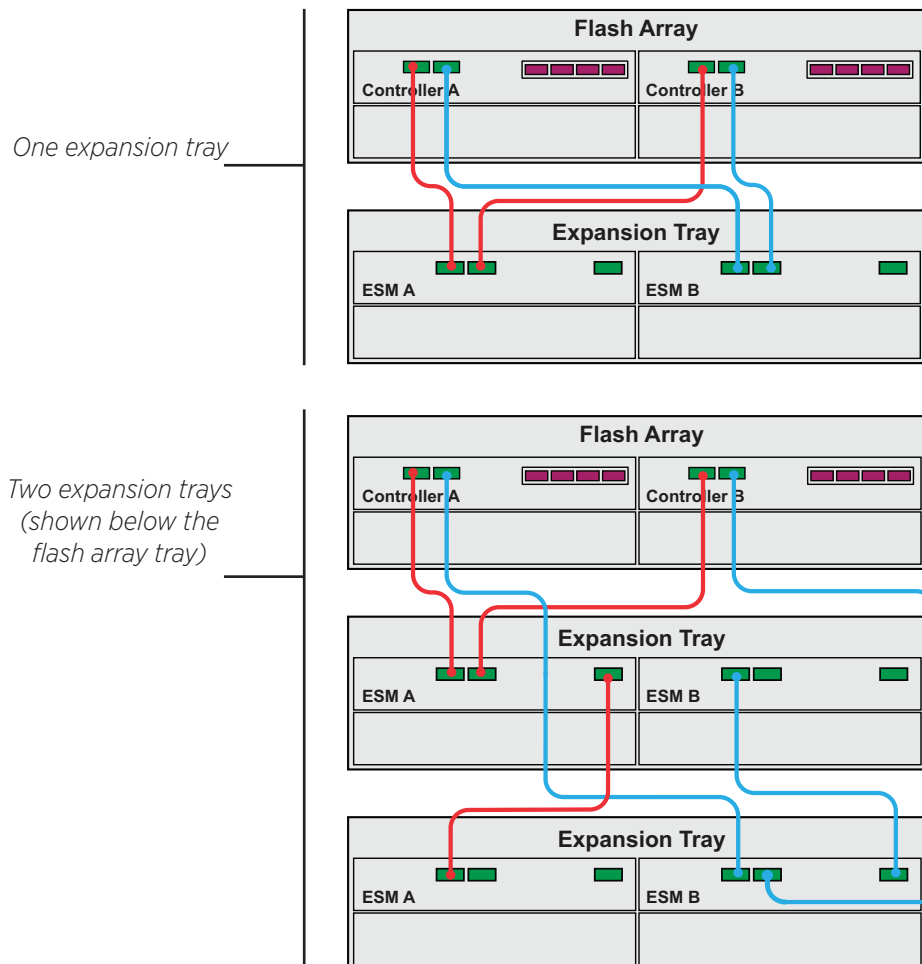 Flash Array
Controller A
Controller B
One expansion tray
Expansion Tray
ESM A
ESM B
Flash Array
Controller A
Controller B
Two expansion trays
(shown below the
flash array tray)
Expansion Tray
ESM A
ESM B
Expansion Tray
ESM A
ESM B